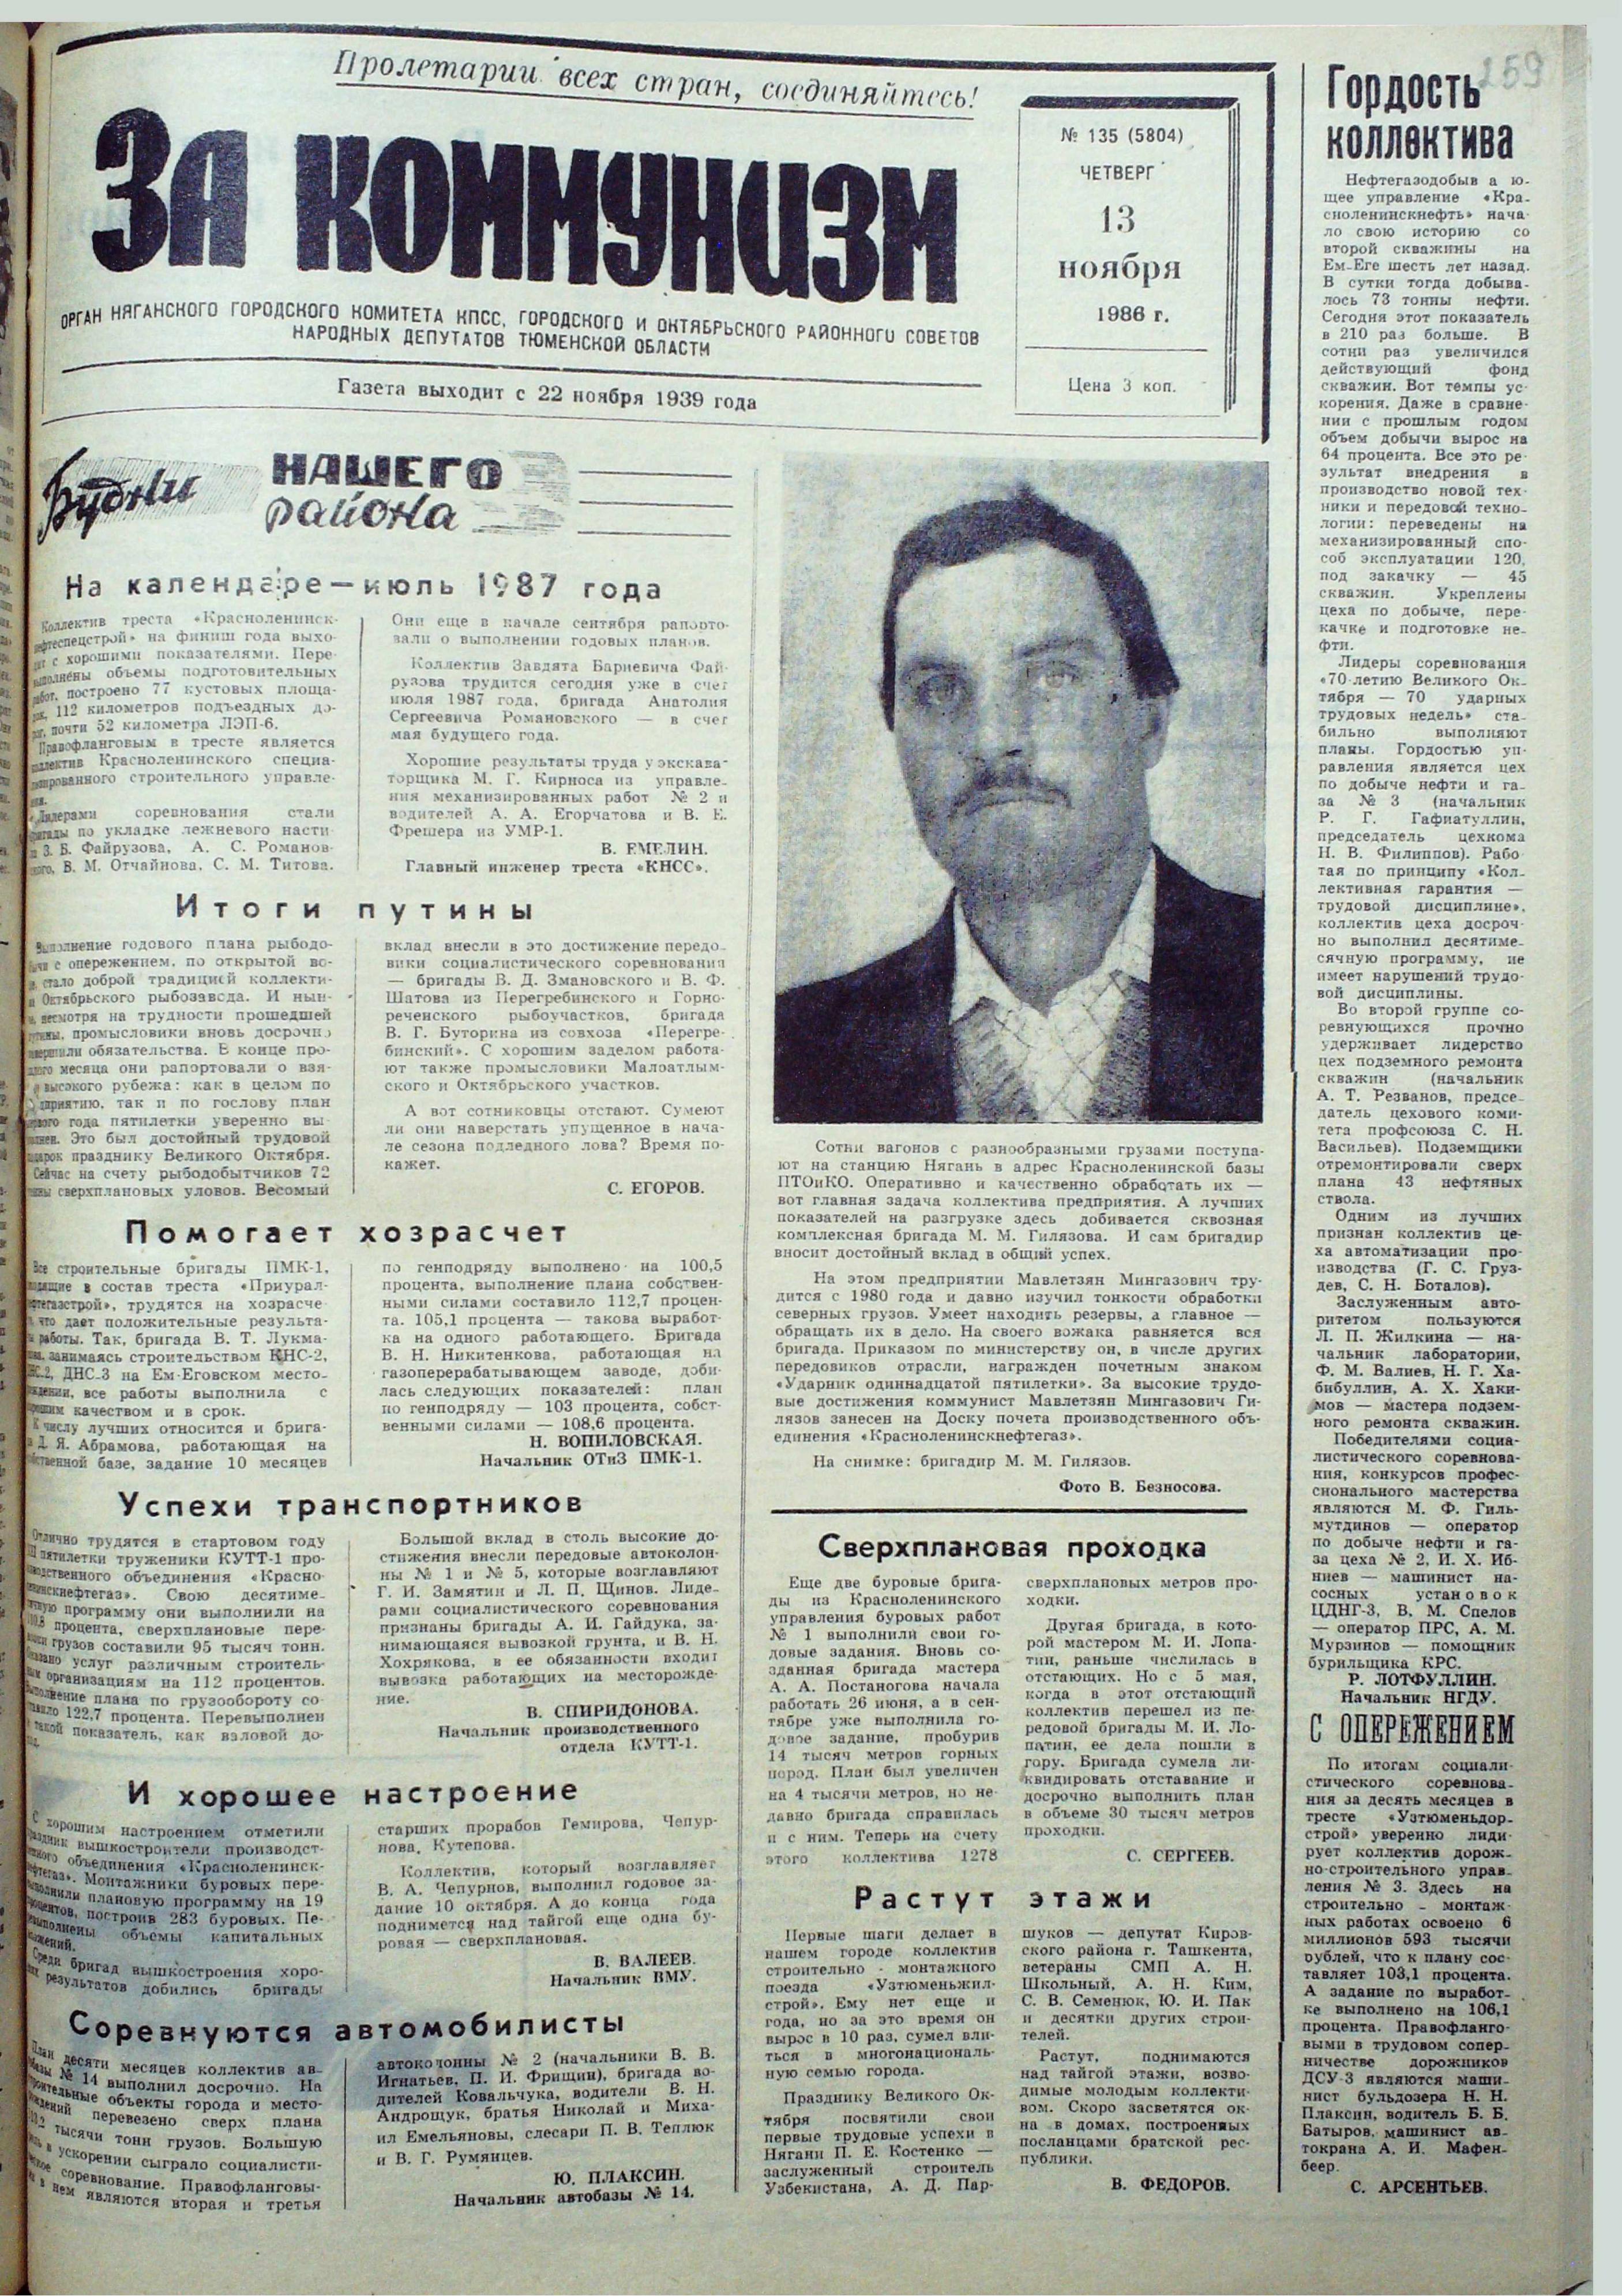 Пролетарии всех стран, соединяйтесь!
ЗА КОММУНИЗМ
ОРГАН НЯГАНСКОГО ГОРОДСКОГО КОМИТЕТА КПСС, ГОРОДСКОГО И ОКТЯБРЬСКОГО РАЙОННОГО СОВЕТОВ
НАРОДНЫХ ДЕПУТАТОВ ТЮМЕНСКОЙ ОБЛАСТИ
Газета выходит с 22 ноября 1939 года
№ 135 (5804)
ЧЕТВЕРГ
13
ноября
1986 г.
Цена 3 коп.
159
Будни НАШЕГО
района
На календаре — июль 1987 года
Коллектив треста «Красноленинск-
нефтеспецстрой» на финиш года выхо-
с хорошими показателями. Пере-
выполнены объемы подготовительных
работ, построено 77 кустовых площа-
112 километров подъездных до-
почти 52 километра ЛЭП-6.
Правофланговым в тресте является
коллектив Красноленинского специа-
лизированного строительного управле-
ния.
Лидерами соревнования стали
бригады по укладке лежневого насти-
З. Б. Файрузова, А. С. Романов-
ского, В. М. Отчайнова, С. М. Титова.
Они еще в начале сентября рапорто-
вали о выполнении годовых планов.
Коллектив Завдята Бариевича Фай-
рузова трудится сегодня уже в счет
июля 1987 года, бригада Анатолия
Сергеевича Романовского — в счет
мая будущего года.
Хорошие результаты труда у экскава-
торщика М. Г. Кирноса из управле-
ния механизированных работ № 2 и
водителей А. А. Егорчатова и В. Е.
Фрешера из УМР-1.
В. ЕМЕЛИН.
Главный инженер треста «КНСС».
Итоги путины
Выполнение годового плана рыбодо-
бычи с опережением, по открытой во-
стало доброй традицией коллекти-
Октябрьского рыбозавода. И нын-
несмотря на трудности прошедшей
путины, промысловики вновь досрочно
завершили обязательства. В конце про-
шлого месяца они рапортовали о взя-
высокого рубежа: как в целом по
предприятию, так и по гослову план
первого года пятилетки уверенно вы-
полнен. Это был достойный трудовой
подарок празднику Великого Октября.
Сейчас на счету рыбодобытчиков 72
тонны сверхплановых уловов. Весомый
вклад внесли в это достижение передо-
вики социалистического соревнования
— бригады В. Д. Змановского и В. Ф.
Шатова из Перегребинского и Горно-
реченского рыбоучастков, бригада
В. Г. Буторина из совхоза «Перегре-
бинский». С хорошим заделом работа-
ют также промысловики Малоатлым-
ского и Октябрьского участков.
А вот сотниковцы отстают. Сумеют
ли они наверстать упущенное в нача-
ле сезона подледного лова? Время по-
кажет.
С. ЕГОРОВ.
Помогает хозрасчет
Все строительные бригады ПМК-1,
входящие в состав треста «Приурал-
нефтегазстрой», трудятся на хозрасче-
что дает положительные результа-
работы. Так, бригада В. Т. Лукма-
занимаясь строительством КНС-2,
ДНС-3 на Ем-Еговском место-
рождении, все работы выполнила с
хорошим качеством и в срок.
К числу лучших относится и брига-
да Д. Я. Абрамова, работающая на
собственной базе, задание 10 месяцев
по генподряду выполнено на 100,5
процента, выполнение плана собствен-
ными силами составило 112,7 процен-
та. 105,1 процента — такова выработ-
ка на одного работающего. Бригада
В. Н. Никитенкова, работающая на
газоперерабатывающем заводе, доби-
лась следующих показателей: план
по генподряду — 103 процента, собст-
венными силами — 108,6 процента.
Н. ВОПИЛОВСКАЯ.
Начальник ОТиЗ ПМК-1.
Успехи транспортников
Отлично трудятся в стартовом году
пятилетки труженики КУТТ-1 про-
изводственного объединения «Красно-
ленинскнефтегаз». Свою десятиме-
сячную программу они выполнили на
процента, сверхплановые пере-
возки грузов составили 95 тысяч тонн.
Оказано услуг различным строитель-
ным организациям на 112 процентов.
Выполнение плана по грузообороту со-
ставило 122,7 процента. Перевыполнен
и такой показатель, как валовой до-
ход.
Большой вклад в столь высокие до-
стижения внесли передовые автоколон-
ны № 1 и № 5, которые возглавляют
Г. И. Замятин и Л. П. Щинов. Лиде-
рами социалистического соревнования
признаны бригады А. И. Гайдука, за-
нимающаяся вывозкой грунта, и В. Н.
Хохрякова, в ее обязанности входит
вывозка работающих на месторожде-
ние.
В. СПИРИДОНОВА.
Начальник производственного
отдела КУТТ-1.
И хорошее настроение
С хорошим настроением отметили
праздник вышкостроители производст-
венного объединения «Красноленинск-
нефтегаз». Монтажники буровых пере-
выполнили плановую программу на 19
процентов, построив 283 буровых. Пе-
ревыполнены объемы капитальных
вложений.
Среди бригад вышкостроения хоро-
ших результатов добились бригады
старших прорабов Темирова, Чепур-
нова, Кутепова.
Коллектив, который возглавляет
В. А. Чепурнов, выполнил годовое за-
дание 10 октября. А до конца года
поднимется над тайгой еще одна бу-
ровая — сверхплановая.
В. ВАЛЕЕВ.
Начальник ВМУ.
Соревнуются автомобилисты
План десяти месяцев коллектив ав-
тобазы № 14 выполнил досрочно. На
строительные объекты города и место-
рождений перевезено сверх плана
тысячи тонн грузов. Большую
роль в ускорении сыграло социалисти-
ческое соревнование. Правофланговы-
ми в нем являются вторая и третья
автоколонны № 2 (начальники В. В.
Игнатьев, П. И. Фрищин), бригада во-
дителей Ковальчука, водители В. Н.
Андрощук, братья Николай и Миха-
ил Емельяновы, слесари П. В. Теплюк
и В. Г. Румянцев.
Ю. ПЛАКСИН.
Начальник автобазы № 14.
Сотни вагонов с разнообразными грузами поступа-
ют на станцию Нягань в адрес Красноленинской базы
ПТОиКО. Оперативно и качественно обработать их —
вот главная задача коллектива предприятия. А лучших
показателей на разгрузке здесь добивается сквозная
комплексная бригада М. М. Гилязова. И сам бригадир
вносит достойный вклад в общий успех.
На этом предприятии Мавлетзян Мингазович тру-
дится с 1980 года и давно изучил тонкости обработки
северных грузов. Умеет находить резервы, а главное —
обращать их в дело. На своего вожака равняется вся
бригада. Приказом по министерству он, в числе других
передовиков отрасли, награжден почетным знаком
«Ударник одиннадцатой пятилетки». За высокие трудо-
вые достижения коммунист Мавлетзян Мингазович Ги-
лязов занесен на Доску почета производственного объ-
единения «Красноленинскнефтегаз».
На снимке: бригадир М. М. Гилязов.
Фото В. Безносова.
Сверхплановая проходка
Еще две буровые брига-
ды из Красноленинского
управления буровых работ
№ 1 выполнили свои го-
довые задания. Вновь со-
зданная бригада мастера
А. А. Постаногова начала
работать 26 июня, а в сен-
тябре уже выполнила го-
довое задание, пробурив
14 тысяч метров горных
пород. План был увеличен
на 4 тысячи метров, но не-
давно бригада справилась
и с ним. Теперь на счету
этого коллектива 1278
сверхплановых метров про-
ходки.
Другая бригада, в кото-
рой мастером М. И. Лопа-
тин, раньше числилась в
отстающих. Но с 5 мая,
когда в этот отстающий
коллектив перешел из пе-
редовой бригады М. И. Ло-
патин, ее дела пошли в
гору. Бригада сумела ли-
квидировать отставание и
досрочно выполнить план
в объеме 30 тысяч метров
проходки.
С. СЕРГЕЕВ.
Растут этажи
Первые шаги делает в
нашем городе коллектив
строительно - монтажного
поезда «Узтюменьжил-
строй». Ему нет еще и
года, но за это время он
вырос в 10 раз, сумел вли-
ться в многонациональ-
ную семью города.
Празднику Великого Ок-
тября посвятили свои
первые трудовые успехи в
Нягани П. Е. Костенко —
заслуженный строитель
Узбекистана, А. Д. Пар-
шуков — депутат Киров-
ского района г. Ташкента,
ветераны СМП А. Н.
Школьный, А. Н. Ким,
С. В. Семенюк, Ю. И. Пак
и десятки других строи-
телей.
Растут, поднимаются
над тайгой этажи, возво-
димые молодым коллекти-
вом. Скоро засветятся ок-
на в домах, построенных
посланцами братской рес-
публики.
В. ФЕДОРОВ.
Гордость
коллектива
Нефтегазодобыв а ю-
щее управление «Кра-
сноленинскнефть» нача-
ло свою историю со
второй скважины на
Ем-Еге шесть лет назад.
В сутки тогда добыва-
лось 73 тонны нефти.
Сегодня этот показатель
в 210 раз больше. В
сотни раз увеличился
действующий фонд
скважин. Вот темпы ус-
корения. Даже в сравне-
нии с прошлым годом
объем добычи вырос на
64 процента. Все это ре-
зультат внедрения в
производство новой тех-
ники и передовой техно-
логии: переведены на
механизированный спо-
соб эксплуатации 120,
под закачку — 45
скважин. Укреплены
цеха по добыче, пере-
качке и подготовке не-
фти.
Лидеры соревнования
«70-летию Великого Ок-
тября — 70 ударных
трудовых недель» ста-
бильно выполняют
планы. Гордостью уп-
равления является цех
по добыче нефти и га-
за № 3 (начальник
Р. Г. Гафиатуллин,
председатель цехкома
Н. В. Филиппов). Рабо-
тая по принципу «Кол-
лективная гарантия —
трудовой дисциплине»,
коллектив цеха досроч-
но выполнил десятиме-
сячную программу, не
имеет нарушений трудо-
вой дисциплины.
Во второй группе со-
ревнующихся прочно
удерживает лидерство
цех подземного ремонта
скважин (начальник
А. Т. Резванов, предсе-
датель цехового коми-
тета профсоюза С. Н.
Васильев). Подземщики
отремонтировали сверх
плана 43 нефтяных
ствола.
Одним из лучших
признан коллектив це-
ха автоматизации про-
изводства (Г. С. Груз-
дев, С. Н. Боталов).
Заслуженным авто-
ритетом пользуются
Л. П. Жилкина — на-
чальник лаборатории,
Ф. М. Валиев, Н. Г. Ха-
бибуллин, А. Х. Хаки-
мов — мастера подзем-
ного ремонта скважин.
Победителями социа-
листического соревнова-
ния, конкурсов профес-
сионального мастерства
являются М. Ф. Гиль-
мутдинов — оператор
по добыче нефти и га-
за цеха № 2, И. Х. Иб-
ниев — машинист на-
сосных установок
ЦДНГ-3, В. М. Спелов
— оператор ПРС, А. М.
Мурзинов — помощник
бурильщика КРС.
Р. ЛОТФУЛЛИН.
Начальник НГДУ.
С ОПЕРЕЖЕНИЕМ
По итогам социали-
стического соревнова-
ния за десять месяцев в
тресте «Узтюменьдор-
строй» уверенно лиди-
рует коллектив дорож-
но-строительного управ-
ления № 3. Здесь на
строительно - монтаж-
ных работах освоено 6
миллионов 593 тысячи
рублей, что к плану сос-
тавляет 103,1 процента.
А задание по выработ-
ке выполнено на 106,1
процента. Правофланго-
выми в трудовом сопер-
ничестве дорожников
ДСУ-3 являются маши-
нист бульдозера Н. Н.
Плаксин, водитель Б. Б.
Батыров, машинист ав-
токрана А. И. Мафен-
беер.
С. АРСЕНТЬЕВ.